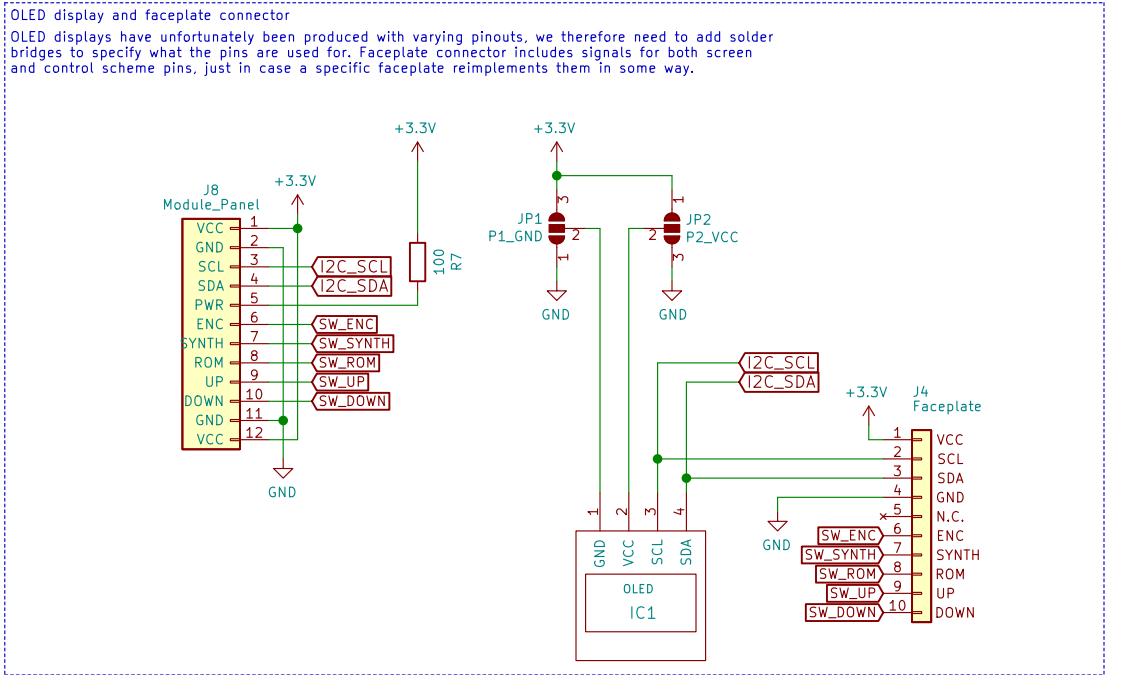 OLED display and faceplate connector
OLED displays have unfortunately been produced with varying pinouts, we therefore need to add solder
bridges to specify what the pins are used for. Faceplate connector includes signals for both screen
and control scheme pins, just in case a specific faceplate reimplements them in some way.
J8
Module_Panel
+3.3V
VCC 1
GND 2
SCL 3 I2C_SCL
SDA 4 I2C_SDA
PWR 5
ENC 6 SW_ENC
SYNTH 7 SW_SYNTH
ROM 8 SW_ROM
UP 9 SW_UP
DOWN 10 SW_DOWN
GND 11
VCC 12
GND
+3.3V
100
R7
+3.3V
JP1
P1_GND
3
2
1
GND
JP2
P2_VCC
1
2
3
GND
I2C_SCL
I2C_SDA
1 2 3 4
GND VCC SCL SDA
OLED
IC1
+3.3V
J4
Faceplate
1 VCC
2 SCL
3 SDA
4 GND
5 N.C.
GND
SW_ENC 6 ENC
SW_SYNTH 7 SYNTH
SW_ROM 8 ROM
SW_UP 9 UP
SW_DOWN 10 DOWN